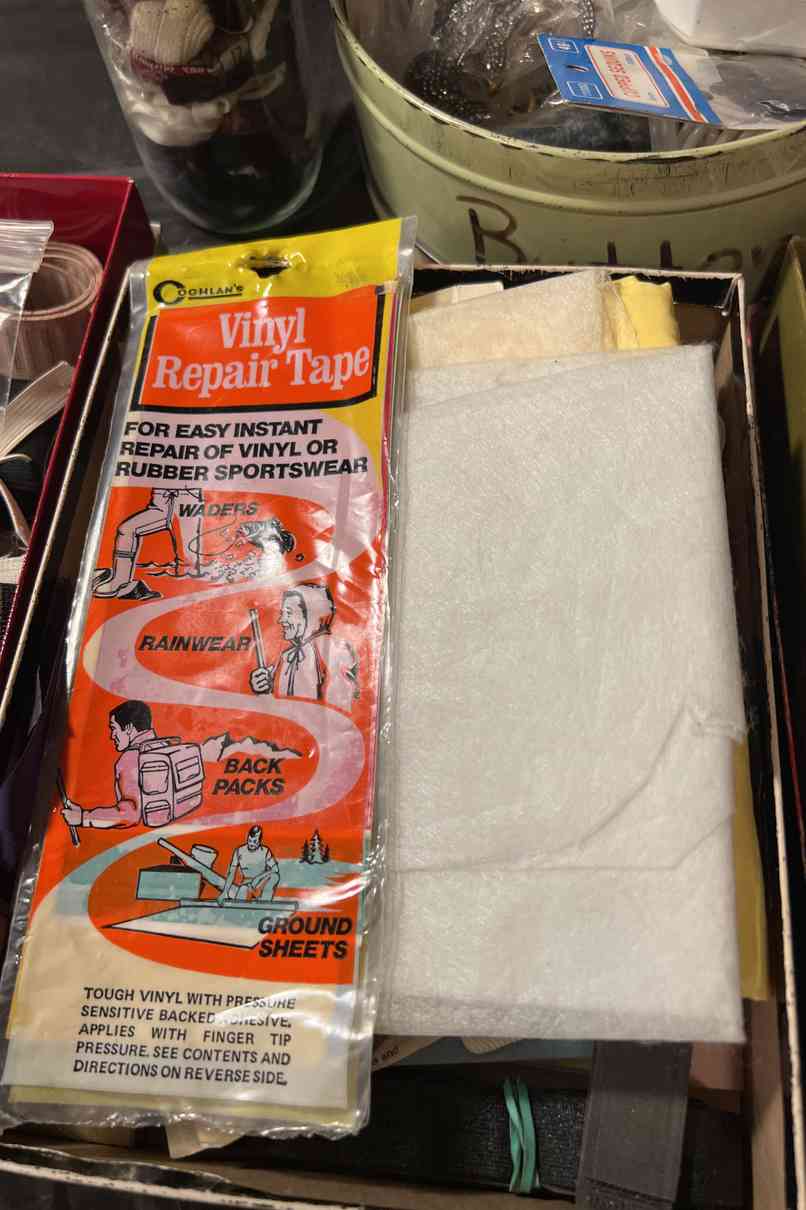 COGHLAN'S
Vinyl
Repair Tape
FOR EASY INSTANT
REPAIR OF VINYL OR
RUBBER SPORTSWEAR
WADERS
RAINWEAR
BACK
PACKS
GROUND
SHEETS
TOUGH VINYL WITH PRESSURE
SENSITIVE BACKED ADHESIVE.
APPLIES WITH FINGER TIP
PRESSURE. SEE CONTENTS AND
DIRECTIONS ON REVERSE SIDE.
and